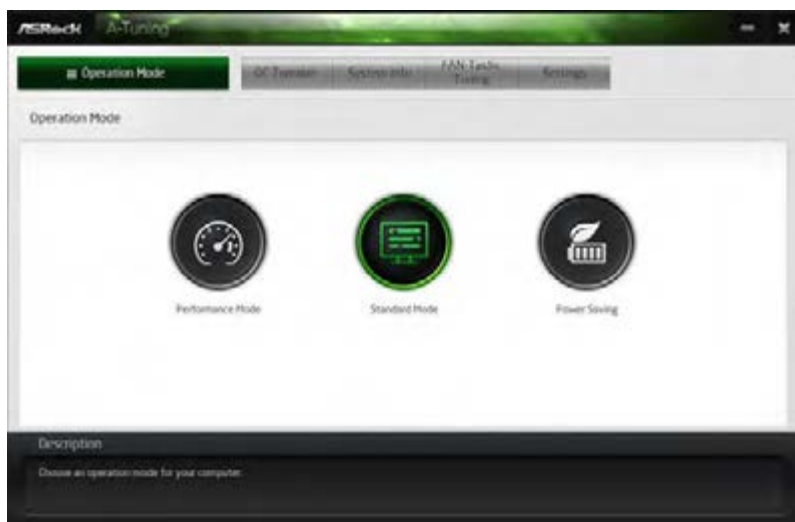 ASRock A-Tuning
Operation Mode
OC Tweaker
System Info
FAN-Tastic
Tuning
Settings
Operation Mode
Performance Mode
Standard Mode
Power Saving
Description
Choose an operation mode for your computer.